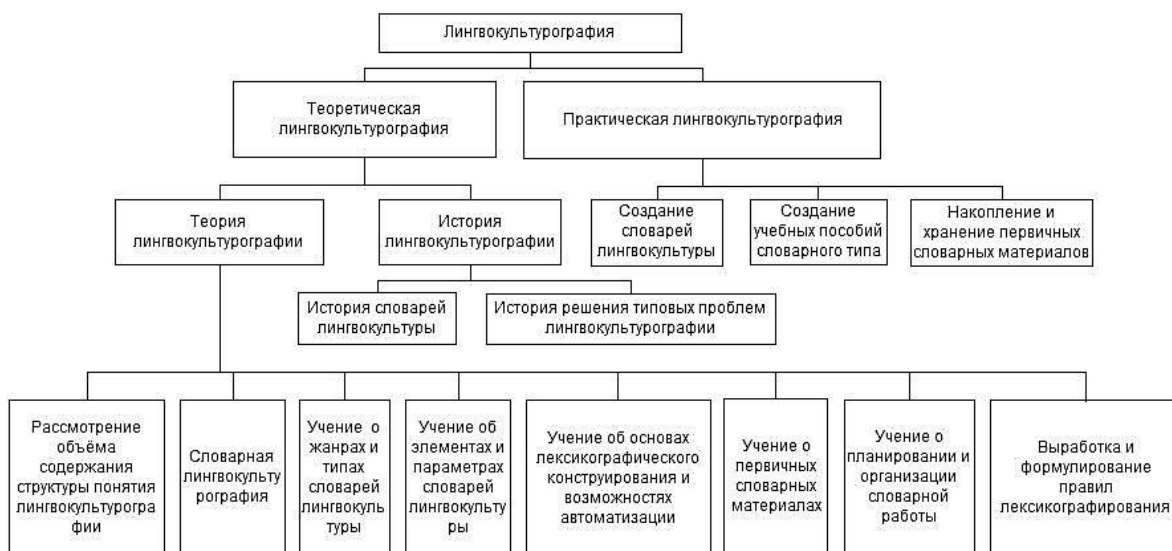 Лингвокультурография
Теоретическая
лингвокультурография
Практическая лингвокультурография
Теория
лингвокультурографии
История
лингвокультурографии
Создание
словарей
лингвокультуры
Создание
учебных пособий
словарного типа
Накопление и
хранение первичных
словарных материалов
История словарей
лингвокультуры
История решения типовых проблем
лингвокультурографии
Рассмотрение
объёма
содержания
структуры понятия
лингвокультурогра
фии
Словарная
лингвокульту
рография
Учение о
жанрах и
типах
словарей
лингвокуль
туры
Учение об
элементах и
параметрах
словарей
лингвокульту
ры
Учение об основах
лексикографического
конструирования и
возможностях
автоматизации
Учение о
первичных
словарных
материалах
Учение о
планировании и
организации
словарной
работы
Выработка и
формулирование
правил
лексикографирования